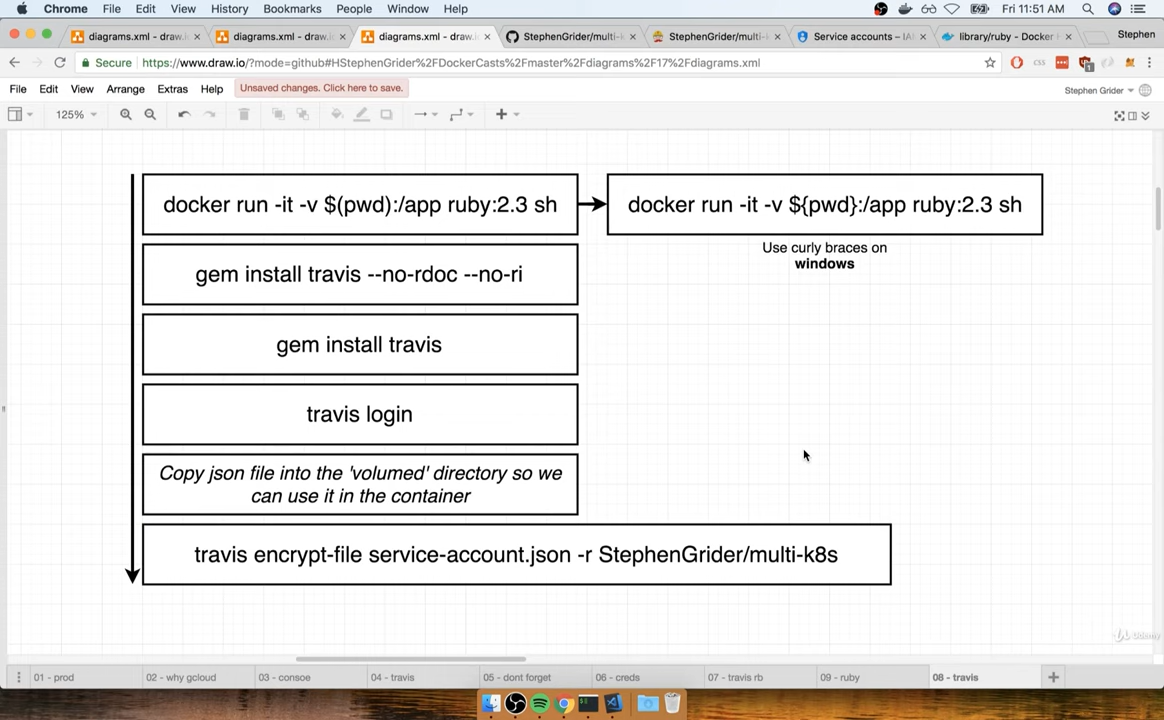 Chrome File Edit View History Bookmarks People Window Help Fri 11:51 AM
diagrams.xml - draw.i diagrams.xml - draw.i diagrams.xml - draw. StephenGrider/multi- StephenGrider/multi- Service accounts – IA library/ruby - Docker Stephen
Secure https://www.draw.io/?mode=github#HStephenGrider%2FDockerCasts%2Fmaster%2Fdiagrams%2F17%2Fdiagrams.xml
File Edit View Arrange Extras Help Unsaved changes. Click here to save. Stephen Grider
125%
docker run -it -v $(pwd):/app ruby:2.3 sh
docker run -it -v ${pwd}:/app ruby:2.3 sh
Use curly braces on
windows
gem install travis --no-rdoc --no-ri
gem install travis
travis login
Copy json file into the 'volumed' directory so we
can use it in the container
travis encrypt-file service-account.json -r StephenGrider/multi-k8s
Udemy
01 - prod 02 - why gcloud 03 - consoe 04 - travis 05 - dont forget 06 - creds 07 - travis rb 09 - ruby 08 - travis